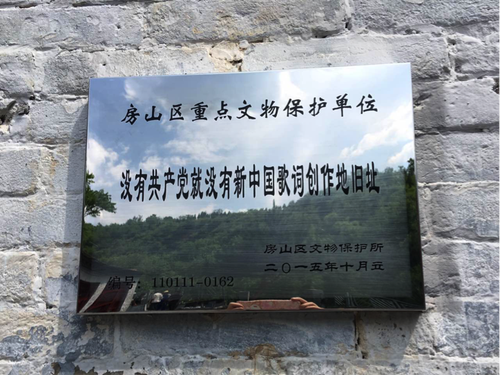 房山区重点文物保护单位
没有共产党就没有新中国歌词创作地旧址
房山区文物保护所
二〇一五年十月立
编号：110111-0162